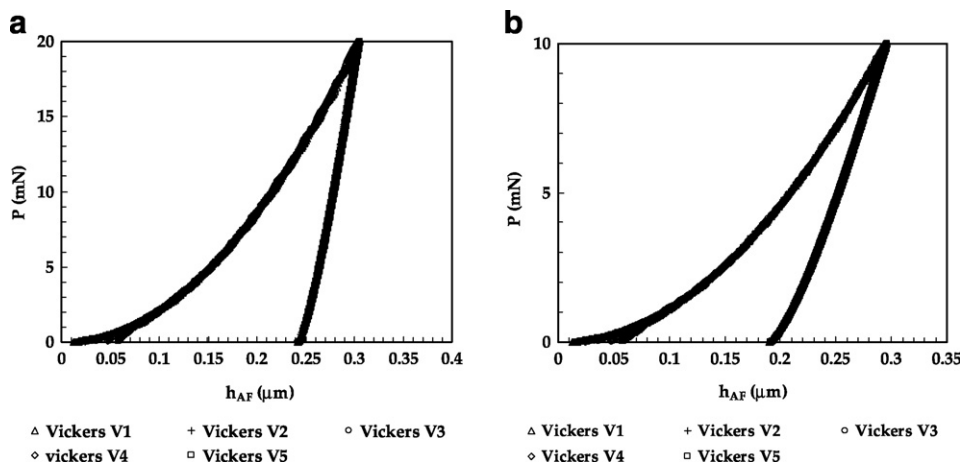 a
b
20
15
10
5
0
P (mN)
0 0.05 0.1 0.15 0.2 0.25 0.3 0.35 0.4
h_AF (μm)
△ Vickers V1 + Vickers V2 ○ Vickers V3
◇ vickers V4 □ Vickers V5
10
5
0
P (mN)
0 0.05 0.1 0.15 0.2 0.25 0.3 0.35
h_AF (μm)
△ Vickers V1 + Vickers V2 ○ Vickers V3
◇ Vickers V4 □ Vickers V5